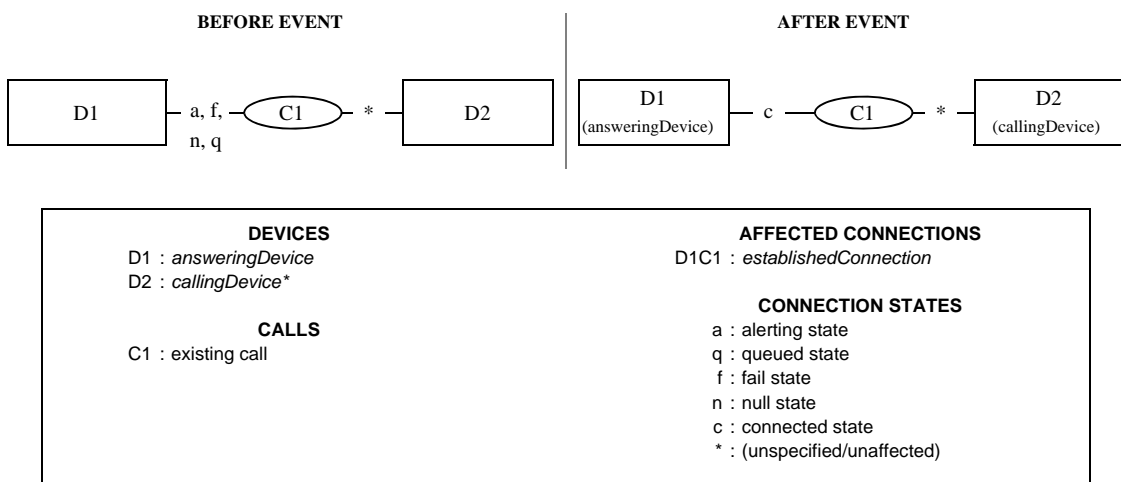 BEFORE EVENT
AFTER EVENT
D1
a, f,
n, q
C1
*
D2
D1
(answeringDevice)
c
C1
*
D2
(callingDevice)
DEVICES
D1 : answeringDevice
D2 : callingDevice*
CALLS
C1 : existing call
AFFECTED CONNECTIONS
D1C1 : establishedConnection
CONNECTION STATES
a : alerting state
q : queued state
f : fail state
n : null state
c : connected state
* : (unspecified/unaffected)